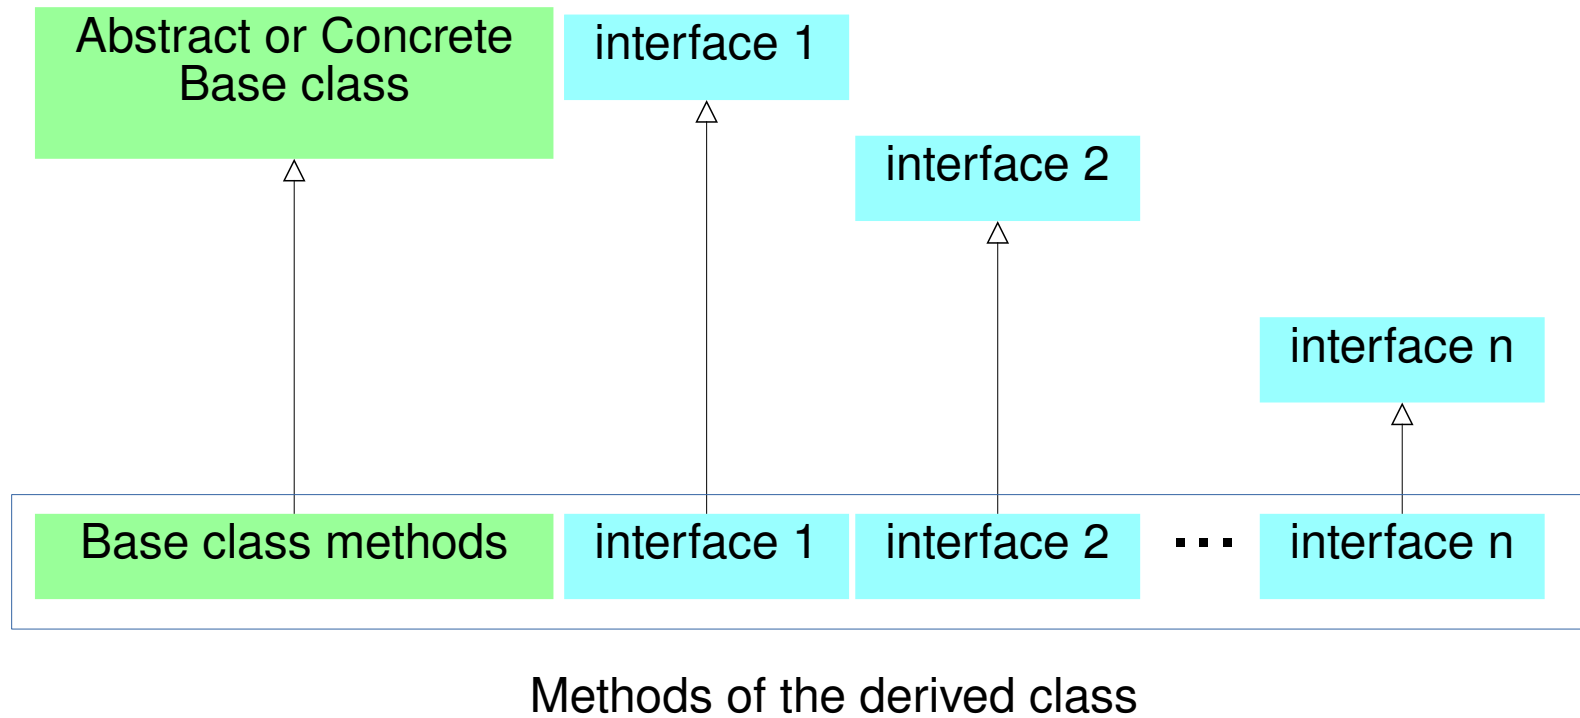 Abstract or Concrete
Base class
interface 1
interface 2
interface n
Base class methods
interface 1
interface 2
...
interface n
Methods of the derived class